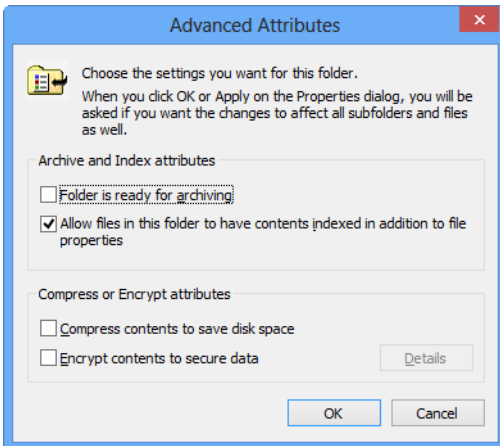 Advanced Attributes
Choose the settings you want for this folder.
When you click OK or Apply on the Properties dialog, you will be
asked if you want the changes to affect all subfolders and files
as well.
Archive and Index attributes
Folder is ready for archiving
Allow files in this folder to have contents indexed in addition to file
properties
Compress or Encrypt attributes
Compress contents to save disk space
Encrypt contents to secure data
Details
OK
Cancel